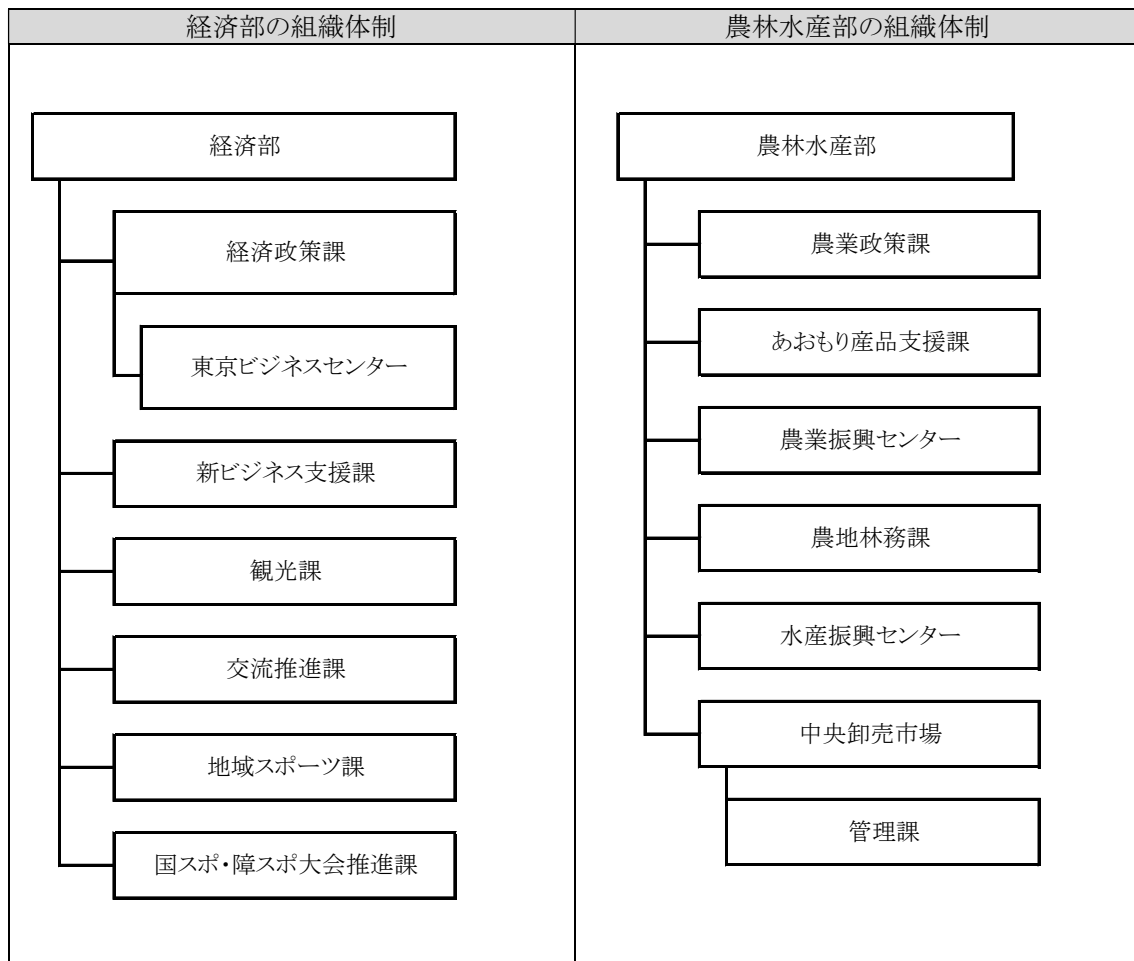 経済部の組織体制
経済部
経済政策課
東京ビジネスセンター
新ビジネス支援課
観光課
交流推進課
地域スポーツ課
国スポ・障スポ大会推進課
農林水産部の組織体制
農林水産部
農業政策課
あおもり産品支援課
農業振興センター
農地林務課
水産振興センター
中央卸売市場
管理課